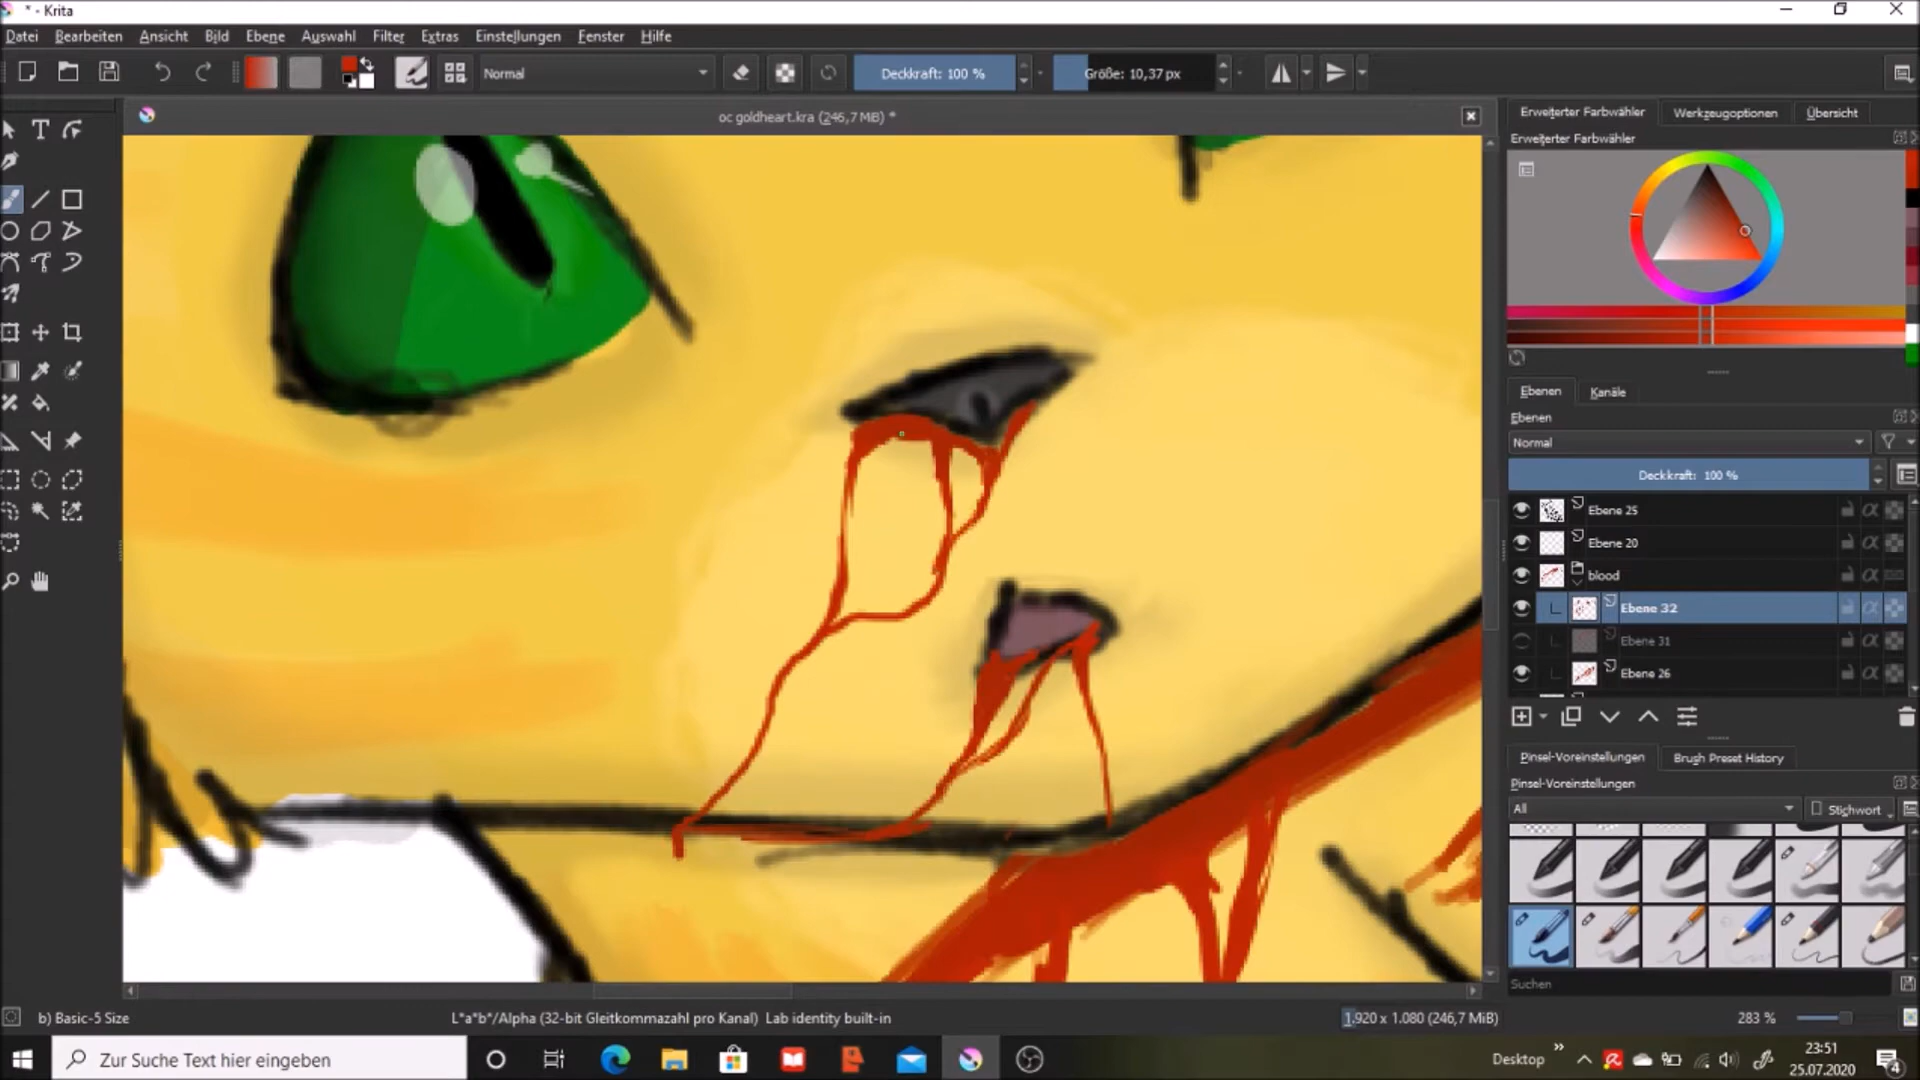 * - Krita
Datei Bearbeiten Ansicht Bild Ebene Auswahl Filter Extras Einstellungen Fenster Hilfe
Normal
Deckkraft: 100 %
Größe: 10,37 px
oc goldheart.kra (246,7 MiB) *
Erweiterter Farbwähler Werkzeugoptionen Übersicht
Erweiterter Farbwähler
Ebenen Kanäle
Ebenen
Normal
Deckkraft: 100 %
Ebene 25
Ebene 20
blood
Ebene 32
Ebene 31
Ebene 26
Pinsel-Voreinstellungen Brush Preset History
Pinsel-Voreinstellungen
All
Stichwort
Suchen
b) Basic-5 Size
L*a*b*/Alpha (32-bit Gleitkommazahl pro Kanal) Lab identity built-in
1.920 x 1.080 (246,7 MiB)
283 %
Zur Suche Text hier eingeben
Desktop
23:51
25.07.2020
4